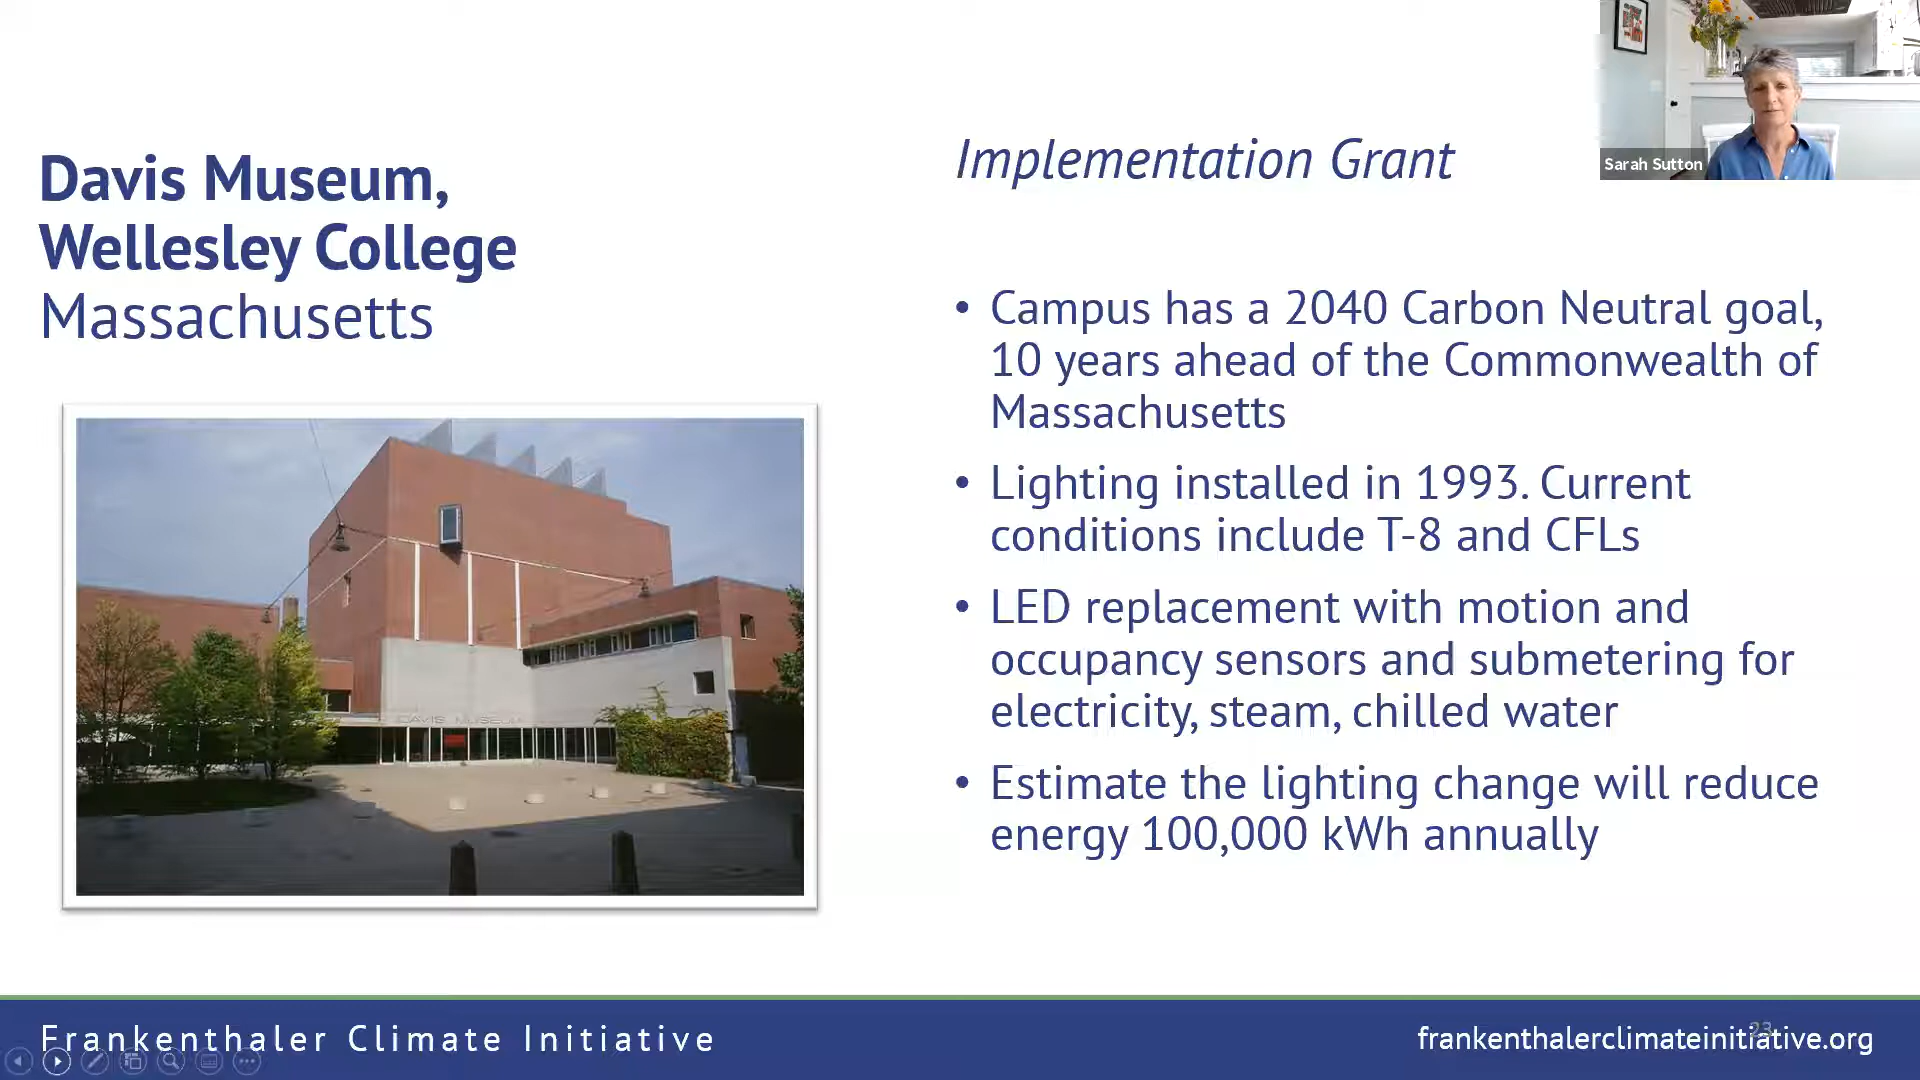 Davis Museum,
Wellesley College
Massachusetts
DAVIS MUSEUM
Implementation Grant
Sarah Sutton
• Campus has a 2040 Carbon Neutral goal,
10 years ahead of the Commonwealth of
Massachusetts
• Lighting installed in 1993. Current
conditions include T-8 and CFLs
• LED replacement with motion and
occupancy sensors and submetering for
electricity, steam, chilled water
• Estimate the lighting change will reduce
energy 100,000 kWh annually
Frankenthaler Climate Initiative
23
frankenthalerclimateinitiative.org